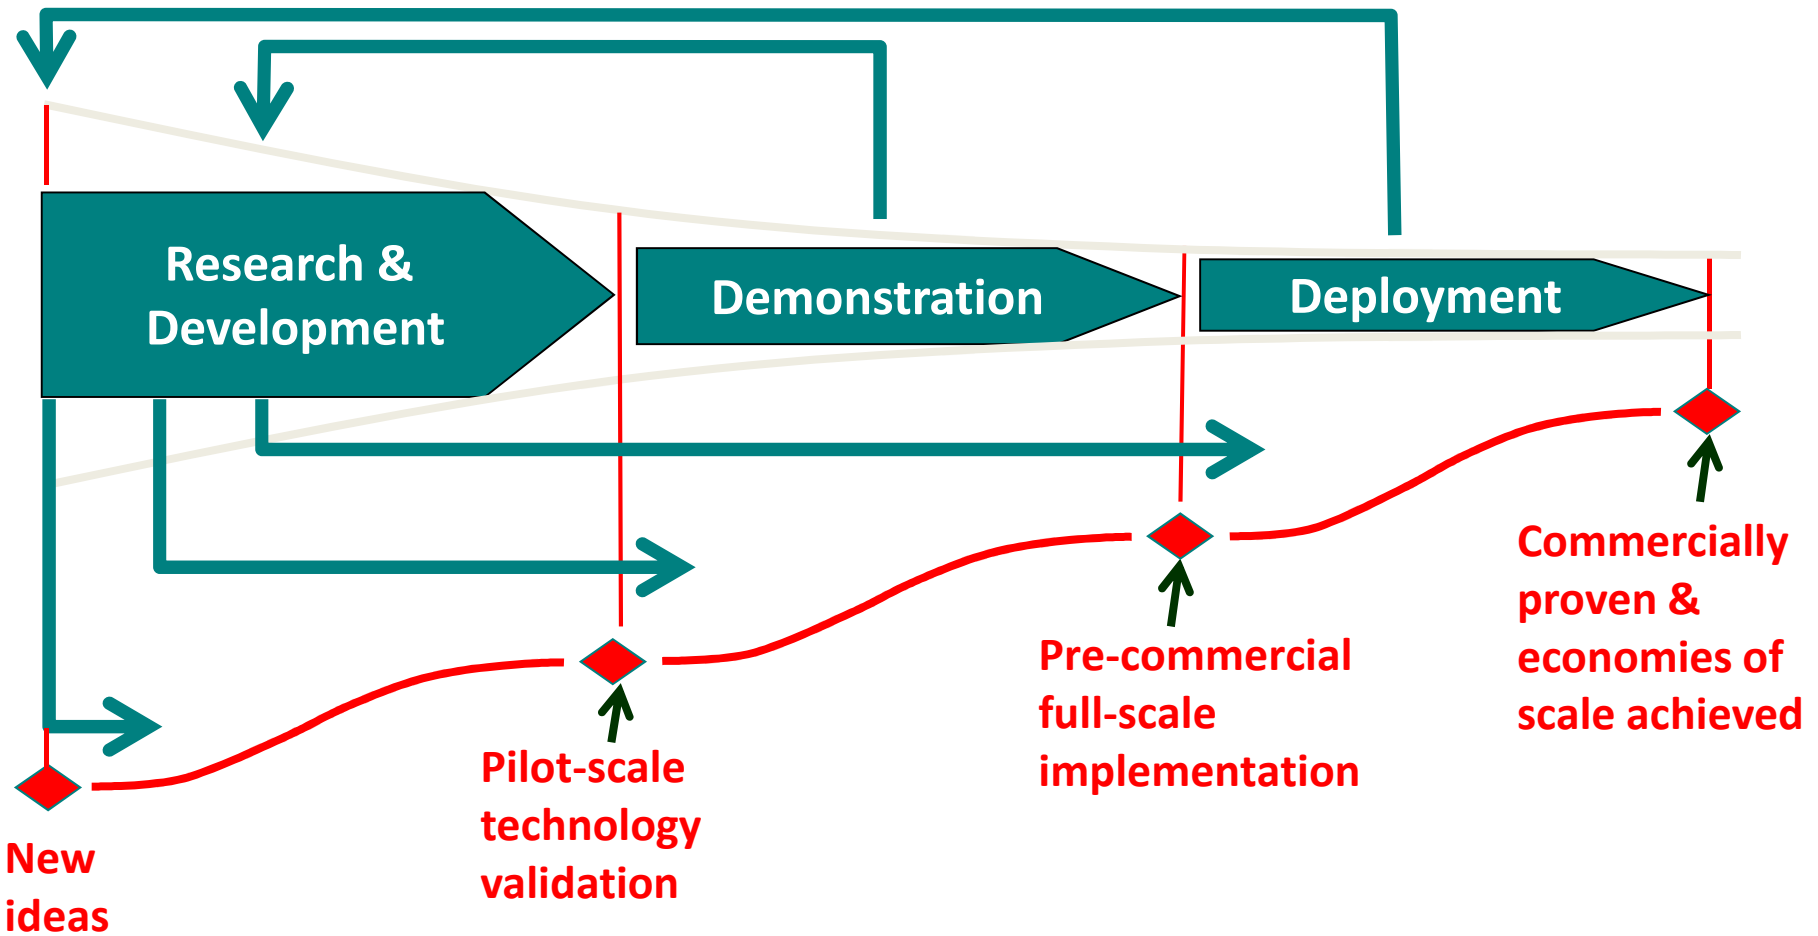 Research &
Development
Demonstration
Deployment
Commercially
proven &
economies of
scale achieved
Pre-commercial
full-scale
implementation
Pilot-scale
technology
validation
New
ideas